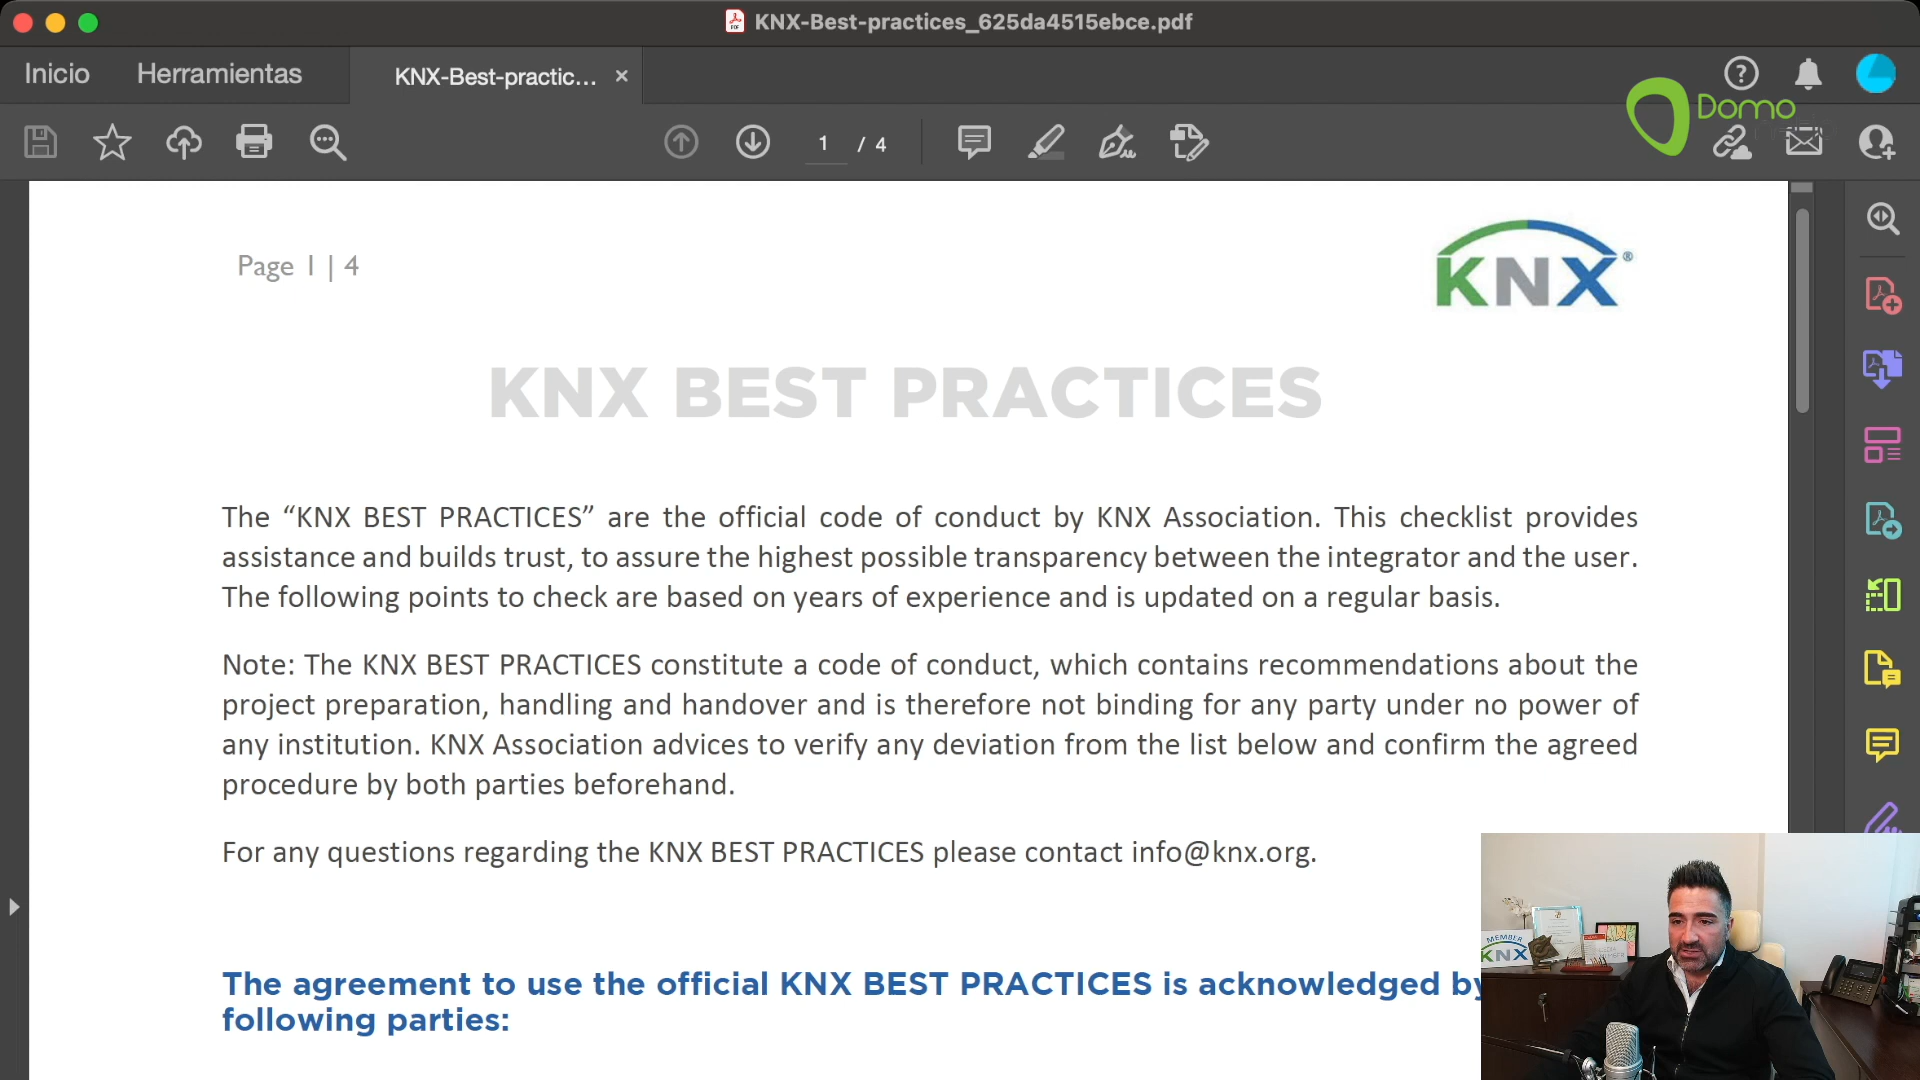 KNX-Best-practices_625da4515ebce.pdf
Inicio
Herramientas
KNX-Best-practic...
Domo
1 / 4
Page 1 | 4
KNX®
KNX BEST PRACTICES
The “KNX BEST PRACTICES” are the official code of conduct by KNX Association. This checklist provides
assistance and builds trust, to assure the highest possible transparency between the integrator and the user.
The following points to check are based on years of experience and is updated on a regular basis.
Note: The KNX BEST PRACTICES constitute a code of conduct, which contains recommendations about the
project preparation, handling and handover and is therefore not binding for any party under no power of
any institution. KNX Association advices to verify any deviation from the list below and confirm the agreed
procedure by both parties beforehand.
For any questions regarding the KNX BEST PRACTICES please contact info@knx.org.
The agreement to use the official KNX BEST PRACTICES is acknowledged by
following parties:
MEMBER
KNX